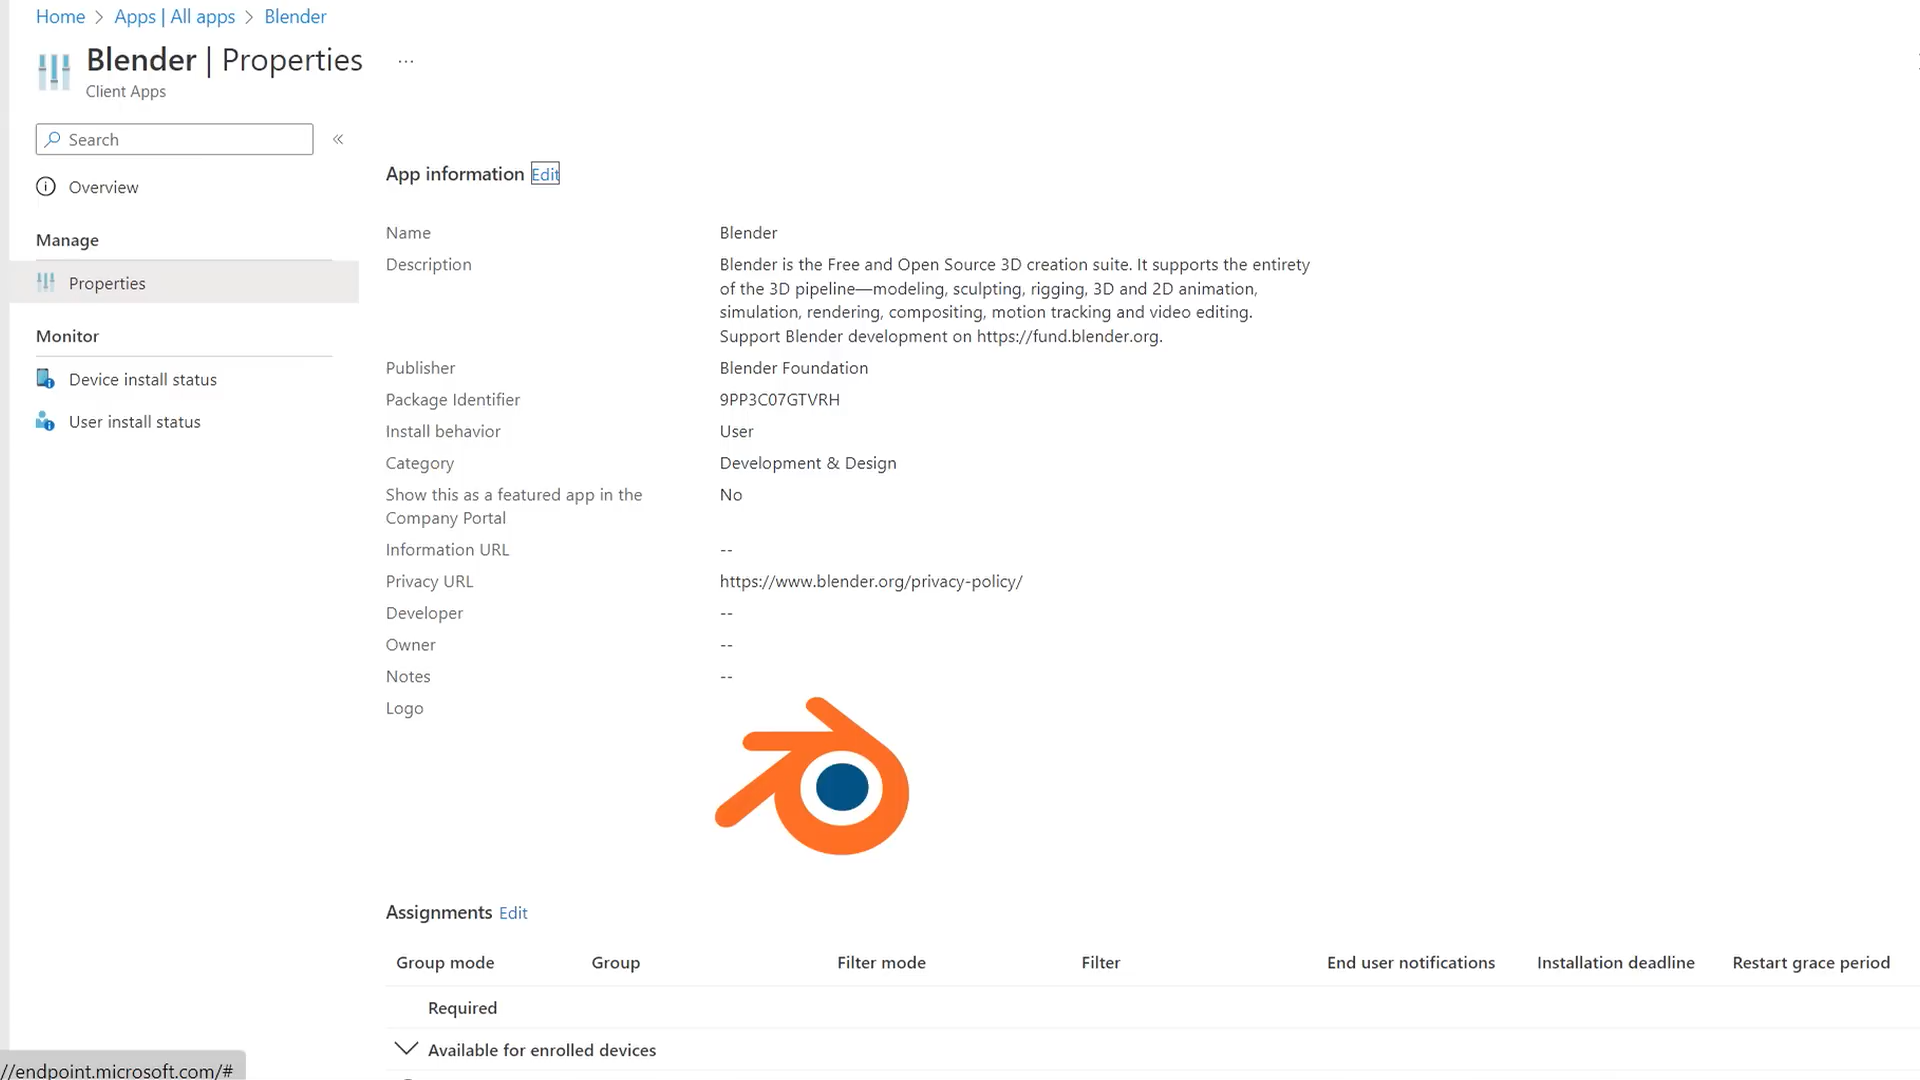 Home > Apps | All apps > Blender
Blender | Properties ...
Client Apps
Search «
Overview
Manage
Properties
Monitor
Device install status
User install status
App information Edit
Name Blender
Description Blender is the Free and Open Source 3D creation suite. It supports the entirety
of the 3D pipeline—modeling, sculpting, rigging, 3D and 2D animation,
simulation, rendering, compositing, motion tracking and video editing.
Support Blender development on https://fund.blender.org.
Publisher Blender Foundation
Package Identifier 9PP3C07GTVRH
Install behavior User
Category Development & Design
Show this as a featured app in the No
Company Portal
Information URL --
Privacy URL https://www.blender.org/privacy-policy/
Developer --
Owner --
Notes --
Logo
Assignments Edit
Group mode Group Filter mode Filter End user notifications Installation deadline Restart grace period
Required
Available for enrolled devices
//endpoint.microsoft.com/#